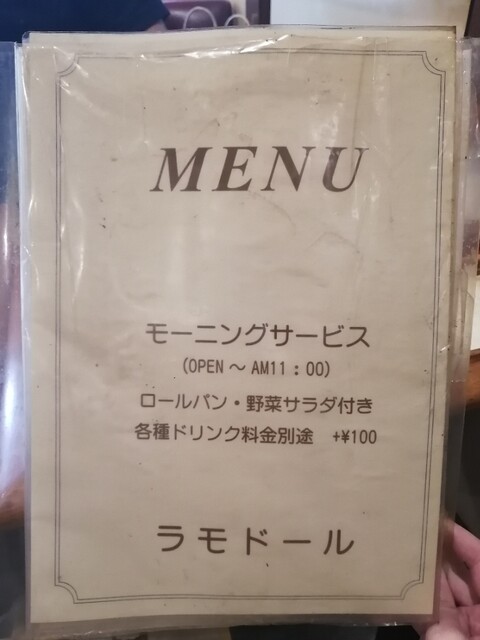 MENU
モーニングサービス
(OPEN ～ AM11：00)
ロールパン・野菜サラダ付き
各種ドリンク料金別途　+¥100
ラモドール